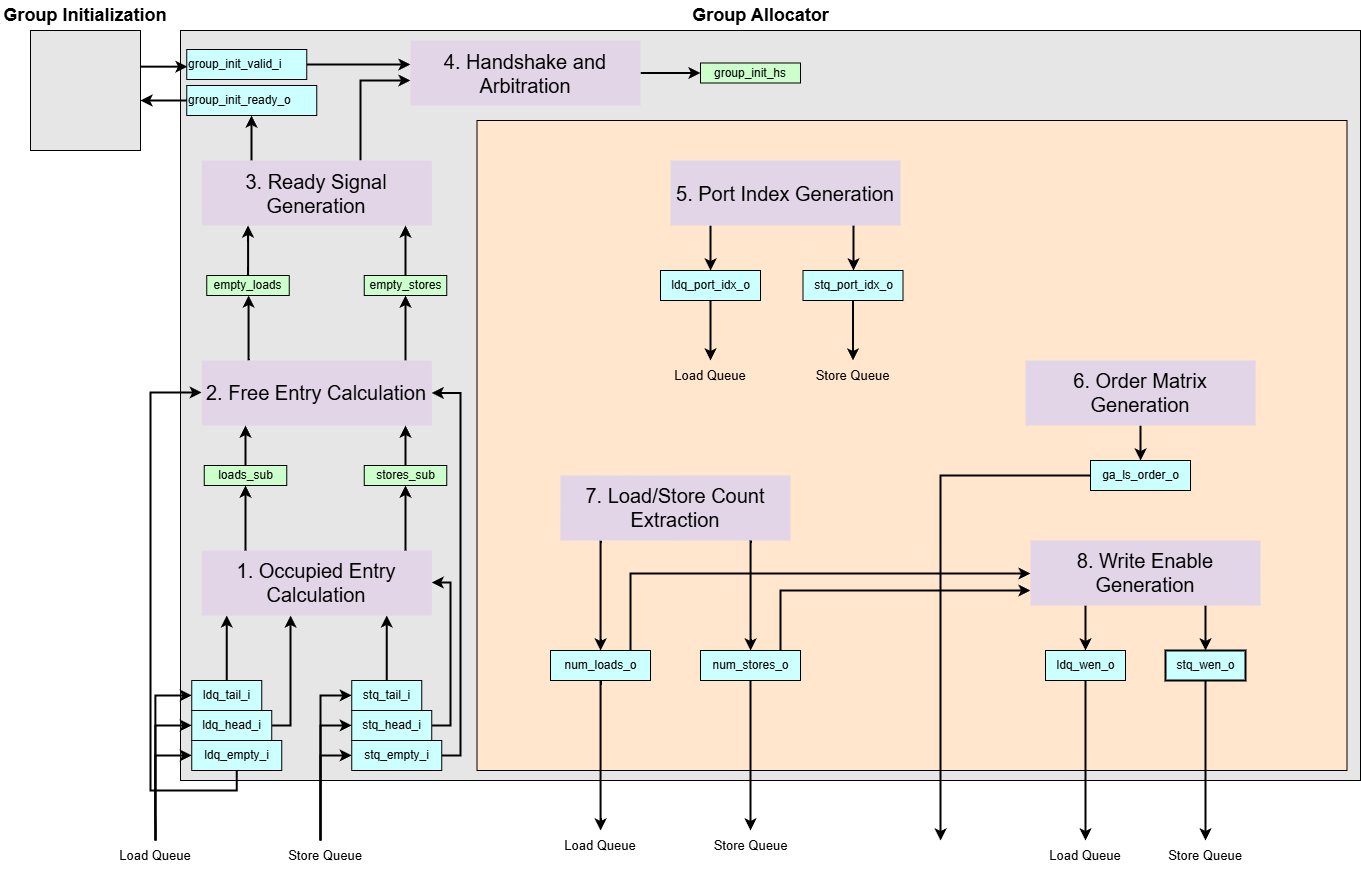 Group Initialization
Group Allocator
group_init_valid_i
group_init_ready_o
4. Handshake and
Arbitration
group_init_hs
3. Ready Signal
Generation
5. Port Index Generation
empty_loads
empty_stores
ldq_port_idx_o
stq_port_idx_o
Load Queue
Store Queue
2. Free Entry Calculation
6. Order Matrix
Generation
loads_sub
stores_sub
ga_ls_order_o
7. Load/Store Count
Extraction
1. Occupied Entry
Calculation
8. Write Enable
Generation
num_loads_o
num_stores_o
ldq_wen_o
stq_wen_o
ldq_tail_i
ldq_head_i
ldq_empty_i
stq_tail_i
stq_head_i
stq_empty_i
Load Queue
Store Queue
Load Queue
Store Queue
Load Queue
Store Queue